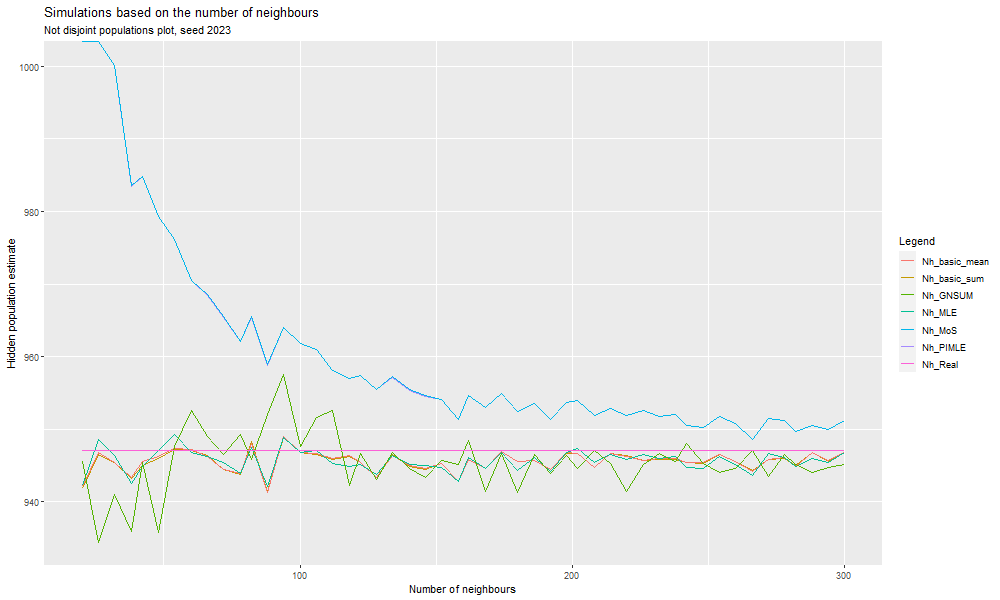 Simulations based on the number of neighbours
Not disjoint populations plot, seed 2023
Hidden population estimate
1000
980
960
940
100
200
300
Number of neighbours
Legend
Nh_basic_mean
Nh_basic_sum
Nh_GNSUM
Nh_MLE
Nh_MoS
Nh_PIMLE
Nh_Real